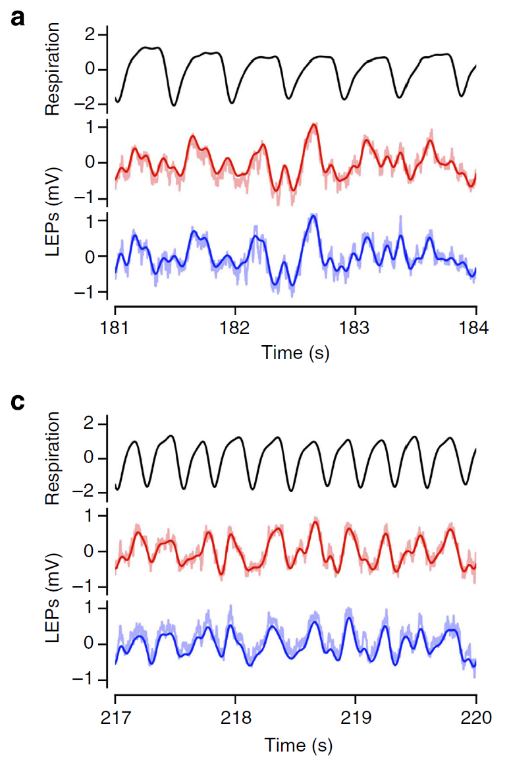 a
Respiration
2
0
−2
LEPs (mV)
1
0
−1
1
0
−1
181 182 183 184
Time (s)
c
Respiration
2
0
−2
LEPs (mV)
1
0
−1
1
0
−1
217 218 219 220
Time (s)